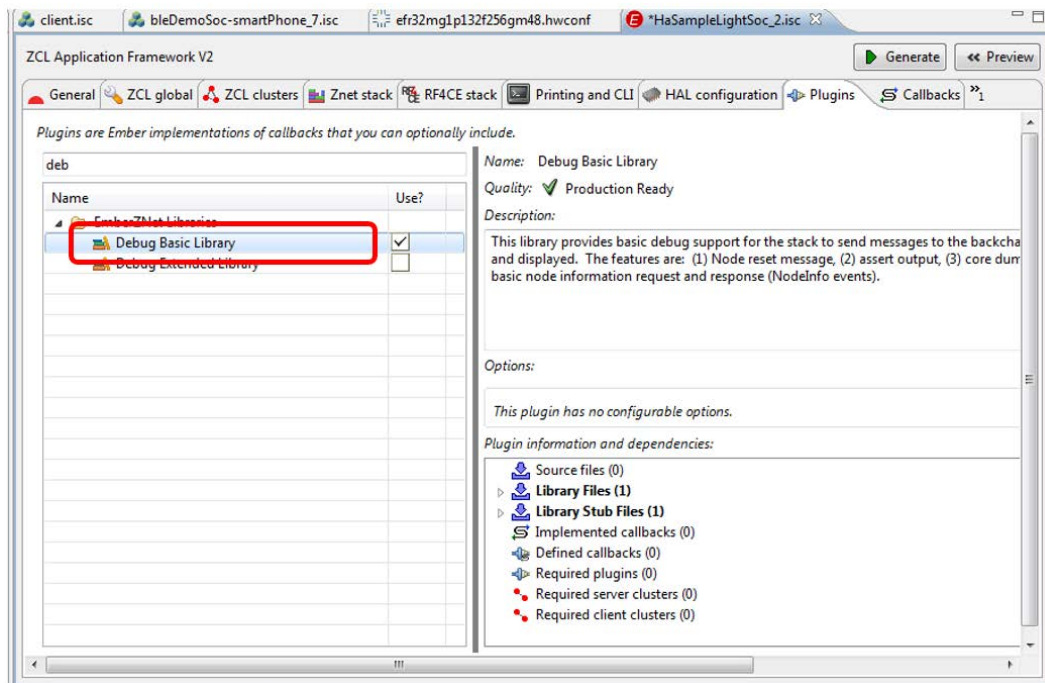 client.isc bleDemoSoc-smartPhone_7.isc efr32mg1p132f256gm48.hwconf *HaSampleLightSoc_2.isc
ZCL Application Framework V2 Generate Preview
General ZCL global ZCL clusters Znet stack RF4CE stack Printing and CLI HAL configuration Plugins Callbacks »1
Plugins are Ember implementations of callbacks that you can optionally include.
deb
Name Use?
EmberZNet Libraries
Debug Basic Library
Debug Extended Library
Name: Debug Basic Library
Quality: Production Ready
Description:
This library provides basic debug support for the stack to send messages to the backcha
and displayed. The features are: (1) Node reset message, (2) assert output, (3) core dum
basic node information request and response (NodeInfo events).
Options:
This plugin has no configurable options.
Plugin information and dependencies:
Source files (0)
Library Files (1)
Library Stub Files (1)
Implemented callbacks (0)
Defined callbacks (0)
Required plugins (0)
Required server clusters (0)
Required client clusters (0)